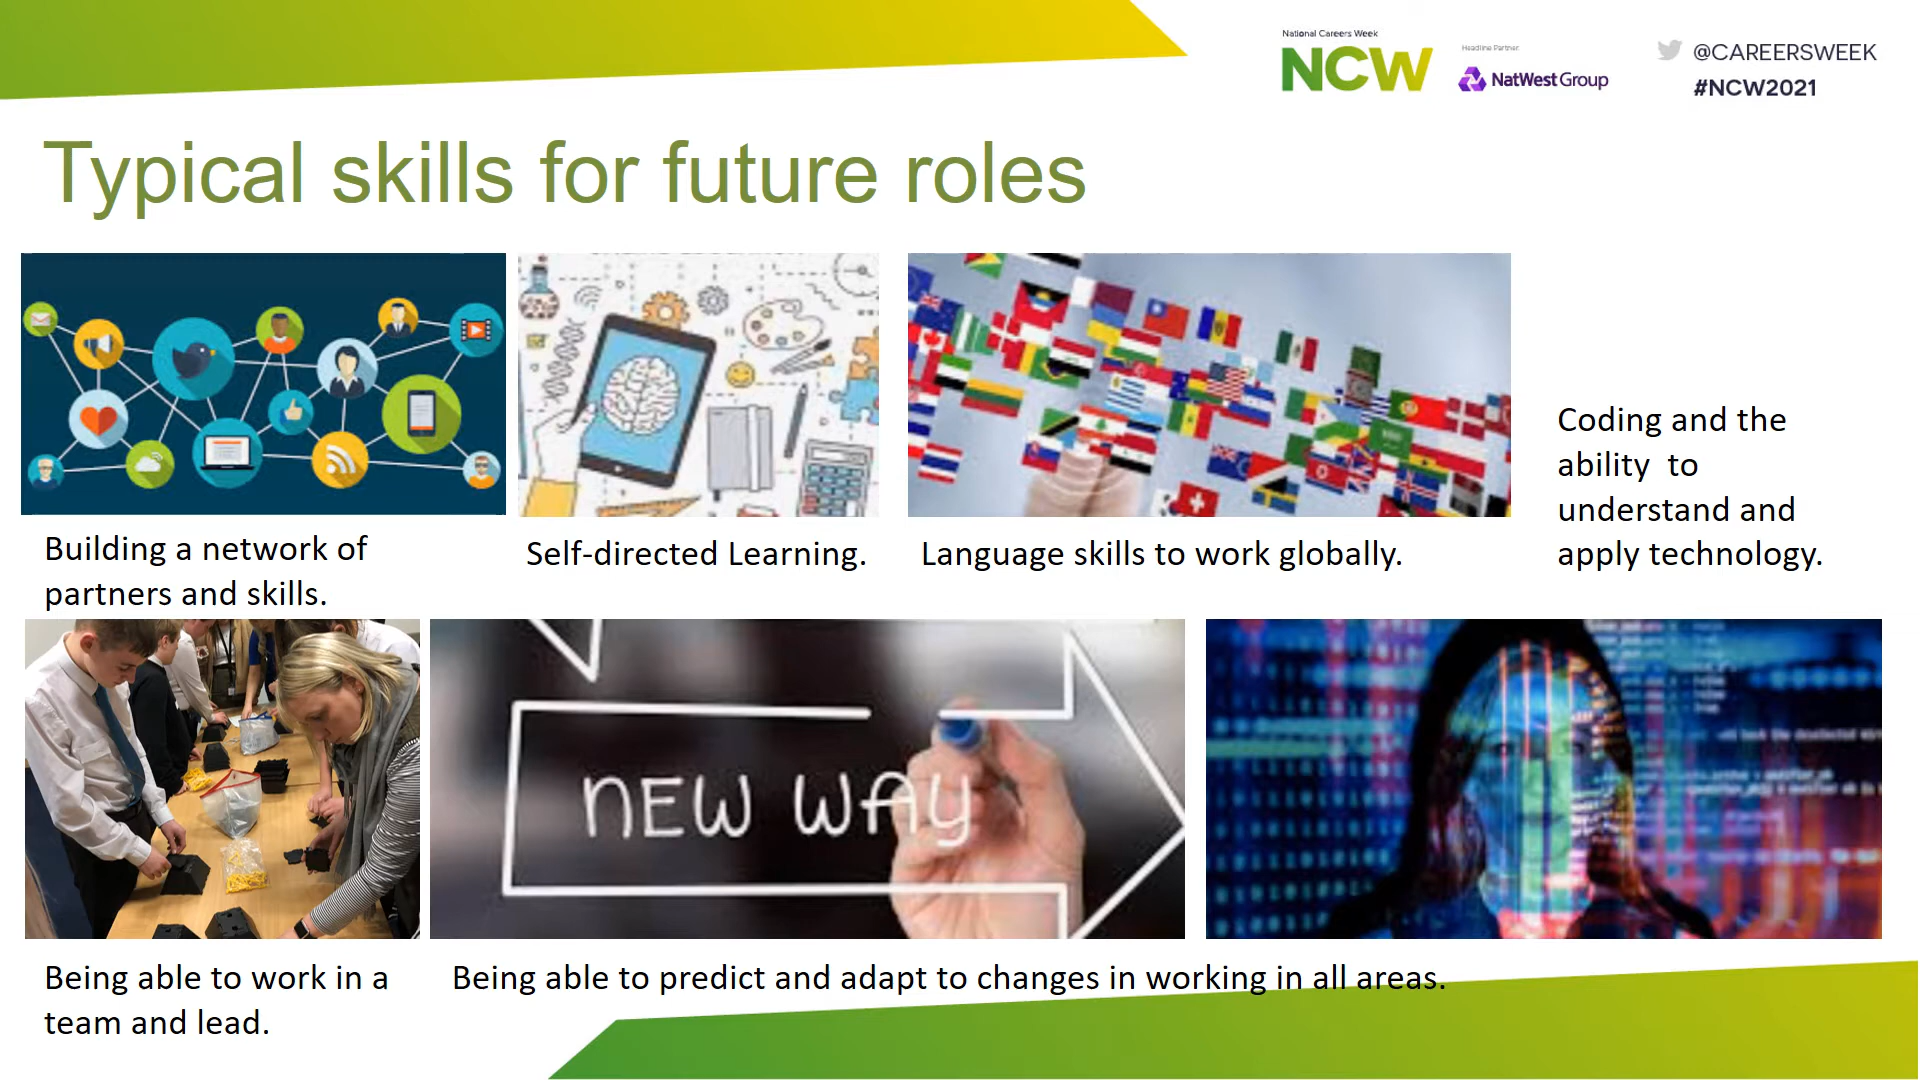 National Careers Week
NCW
Headline Partner
NatWest Group
@CAREERSWEEK
#NCW2021
Typical skills for future roles
Building a network of
partners and skills.
Self-directed Learning.
Language skills to work globally.
Coding and the
ability  to
understand and
apply technology.
NEW WAY
Being able to work in a
team and lead.
Being able to predict and adapt to changes in working in all areas.